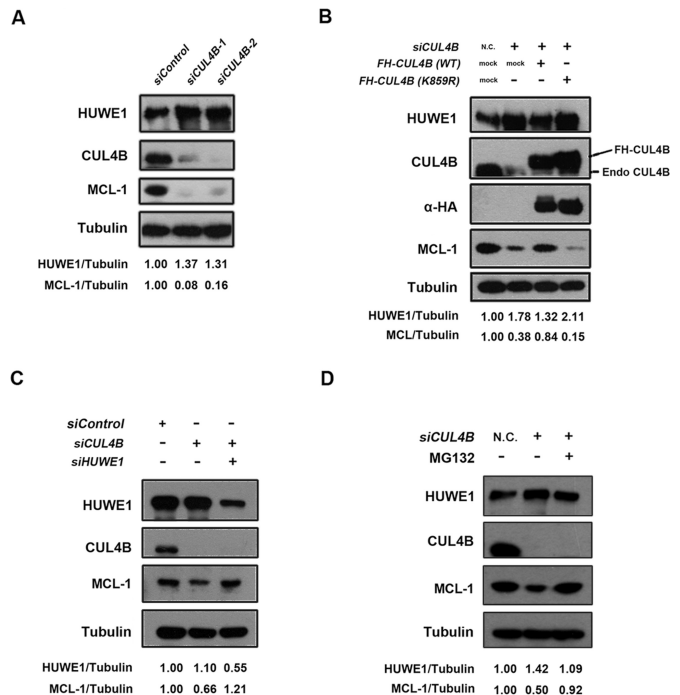 A
siControl siCUL4B-1 siCUL4B-2
HUWE1
CUL4B
MCL-1
Tubulin
HUWE1/Tubulin 1.00 1.37 1.31
MCL-1/Tubulin 1.00 0.08 0.16
B
siCUL4B N.C. + + +
FH-CUL4B (WT) mock mock + –
FH-CUL4B (K859R) mock – – +
HUWE1
CUL4B
FH-CUL4B
Endo CUL4B
α-HA
MCL-1
Tubulin
HUWE1/Tubulin 1.00 1.78 1.32 2.11
MCL/Tubulin 1.00 0.38 0.84 0.15
C
siControl + – –
siCUL4B – + +
siHUWE1 – – +
HUWE1
CUL4B
MCL-1
Tubulin
HUWE1/Tubulin 1.00 1.10 0.55
MCL-1/Tubulin 1.00 0.66 1.21
D
siCUL4B N.C. + +
MG132 – – +
HUWE1
CUL4B
MCL-1
Tubulin
HUWE1/Tubulin 1.00 1.42 1.09
MCL-1/Tubulin 1.00 0.50 0.92